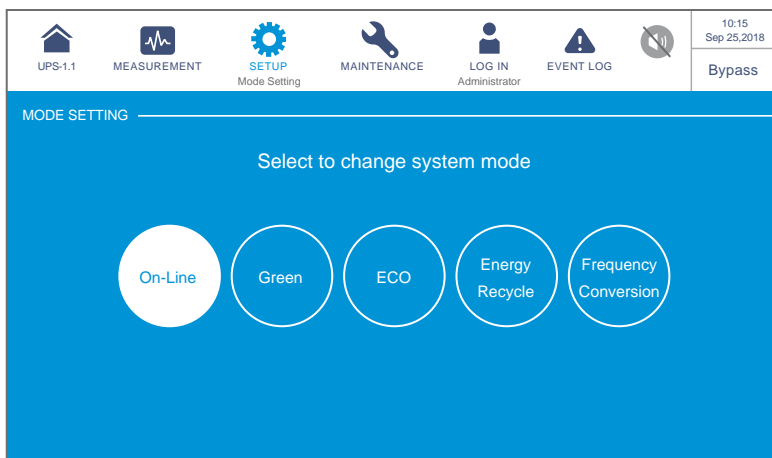 UPS-1.1
MEASUREMENT
SETUP
Mode Setting
MAINTENANCE
LOG IN
Administrator
EVENT LOG
10:15
Sep 25,2018
Bypass
MODE SETTING
Select to change system mode
On-Line
Green
ECO
Energy
Recycle
Frequency
Conversion